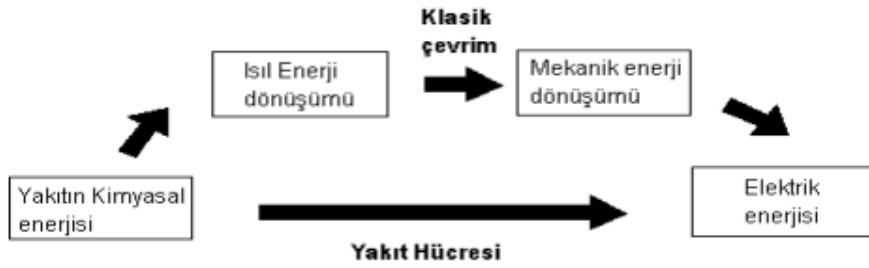 Klasik
çevrim
Isıl Enerji
dönüşümü
Mekanik enerji
dönüşümü
Yakıtın Kimyasal
enerjisi
Elektrik
enerjisi
Yakıt Hücresi